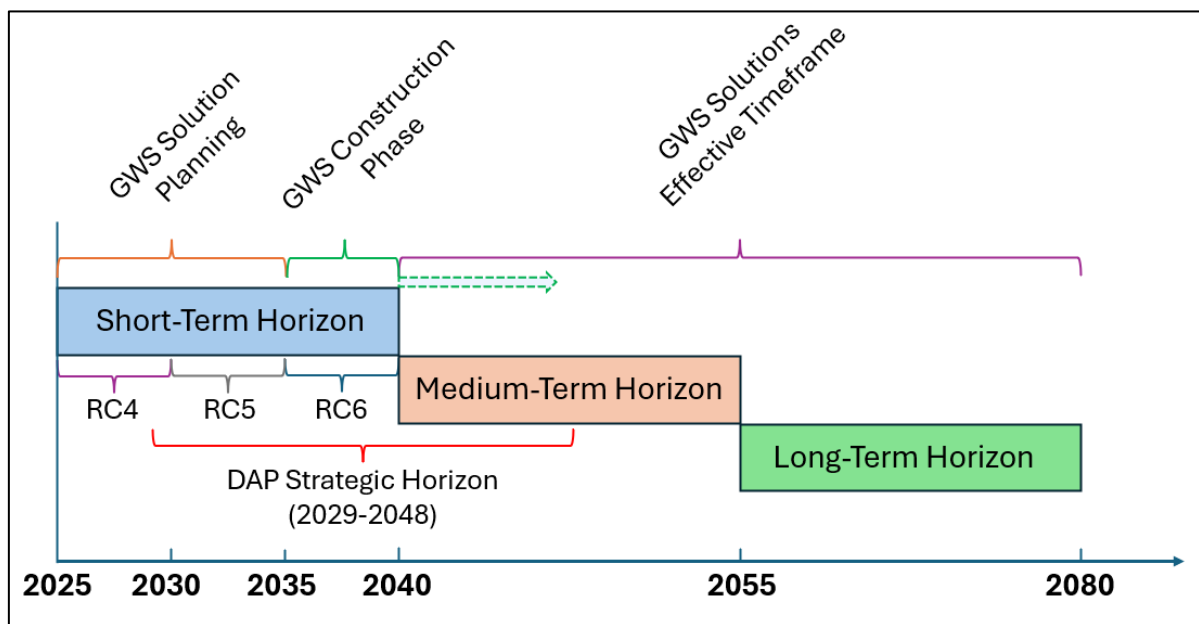 GWS Solution
Planning
GWS Construction
Phase
GWS Solutions
Effective Timeframe
Short-Term Horizon
Medium-Term Horizon
Long-Term Horizon
RC4
RC5
RC6
DAP Strategic Horizon
(2029-2048)
2025
2030
2035
2040
2055
2080